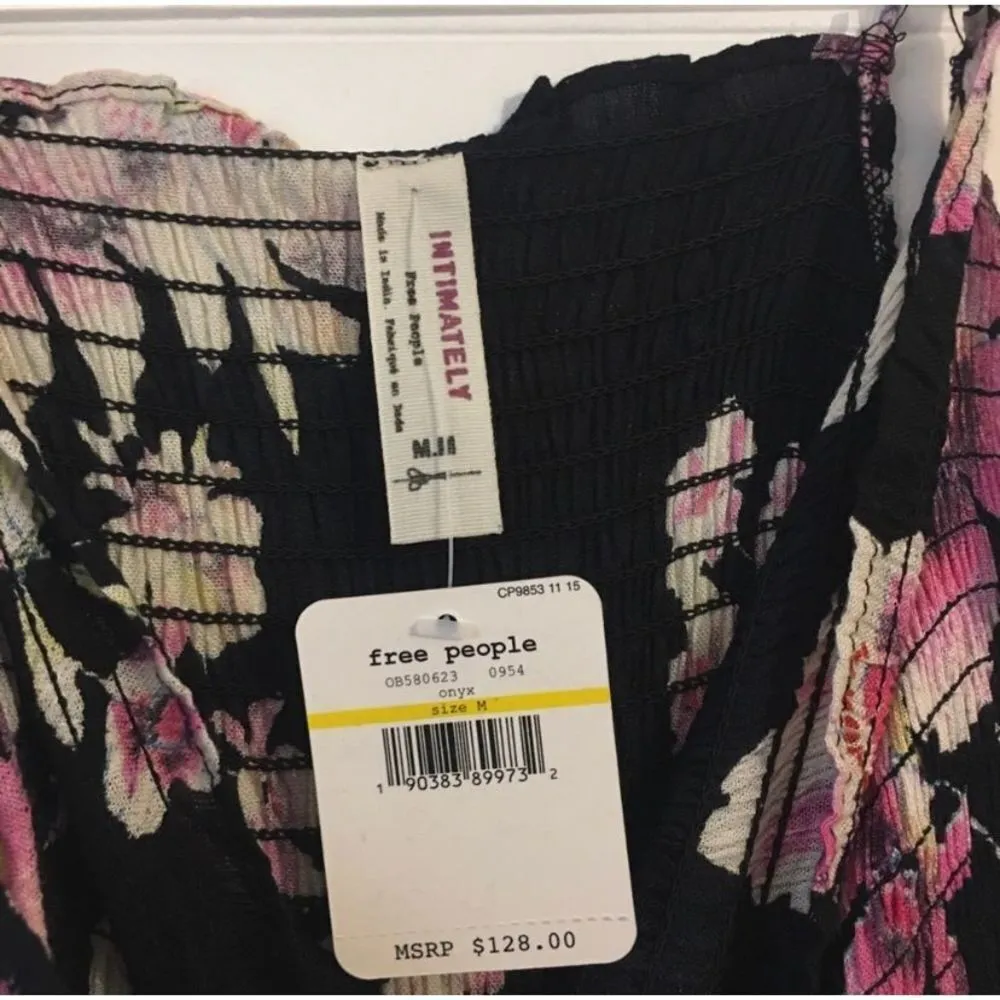 INTIMATELY
Free People
Made in India. Fabriqué en Inde
M.
CP9853 11 15
free people
OB580623 0954
onyx
size M
1 90383 89973 2
MSRP $128.00